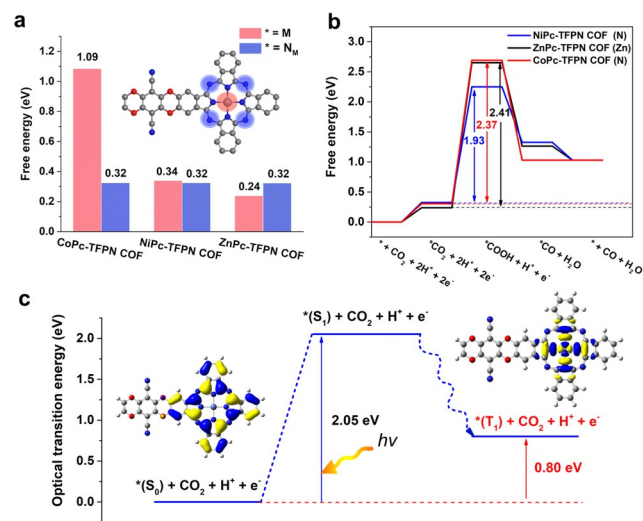 a
* = M
* = N_M
Free energy (eV)
1.2
1.0
0.8
0.6
0.4
0.2
0.0
1.09
0.32
0.34
0.32
0.24
0.32
CoPc-TFPN COF
NiPc-TFPN COF
ZnPc-TFPN COF
b
NiPc-TFPN COF (N)
ZnPc-TFPN COF (Zn)
CoPc-TFPN COF (N)
Free energy (eV)
3.5
3.0
2.5
2.0
1.5
1.0
0.5
0.0
1.93
2.37
2.41
* + CO₂ + 2H⁺ + 2e⁻
*CO₂ + 2H⁺ + 2e⁻
*COOH + H⁺ + e⁻
*CO + H₂O
* + CO + H₂O
c
Optical transition energy (eV)
2.0
1.5
1.0
0.5
0.0
*(S₀) + CO₂ + H⁺ + e⁻
*(S₁) + CO₂ + H⁺ + e⁻
2.05 eV
hv
*(T₁) + CO₂ + H⁺ + e⁻
0.80 eV